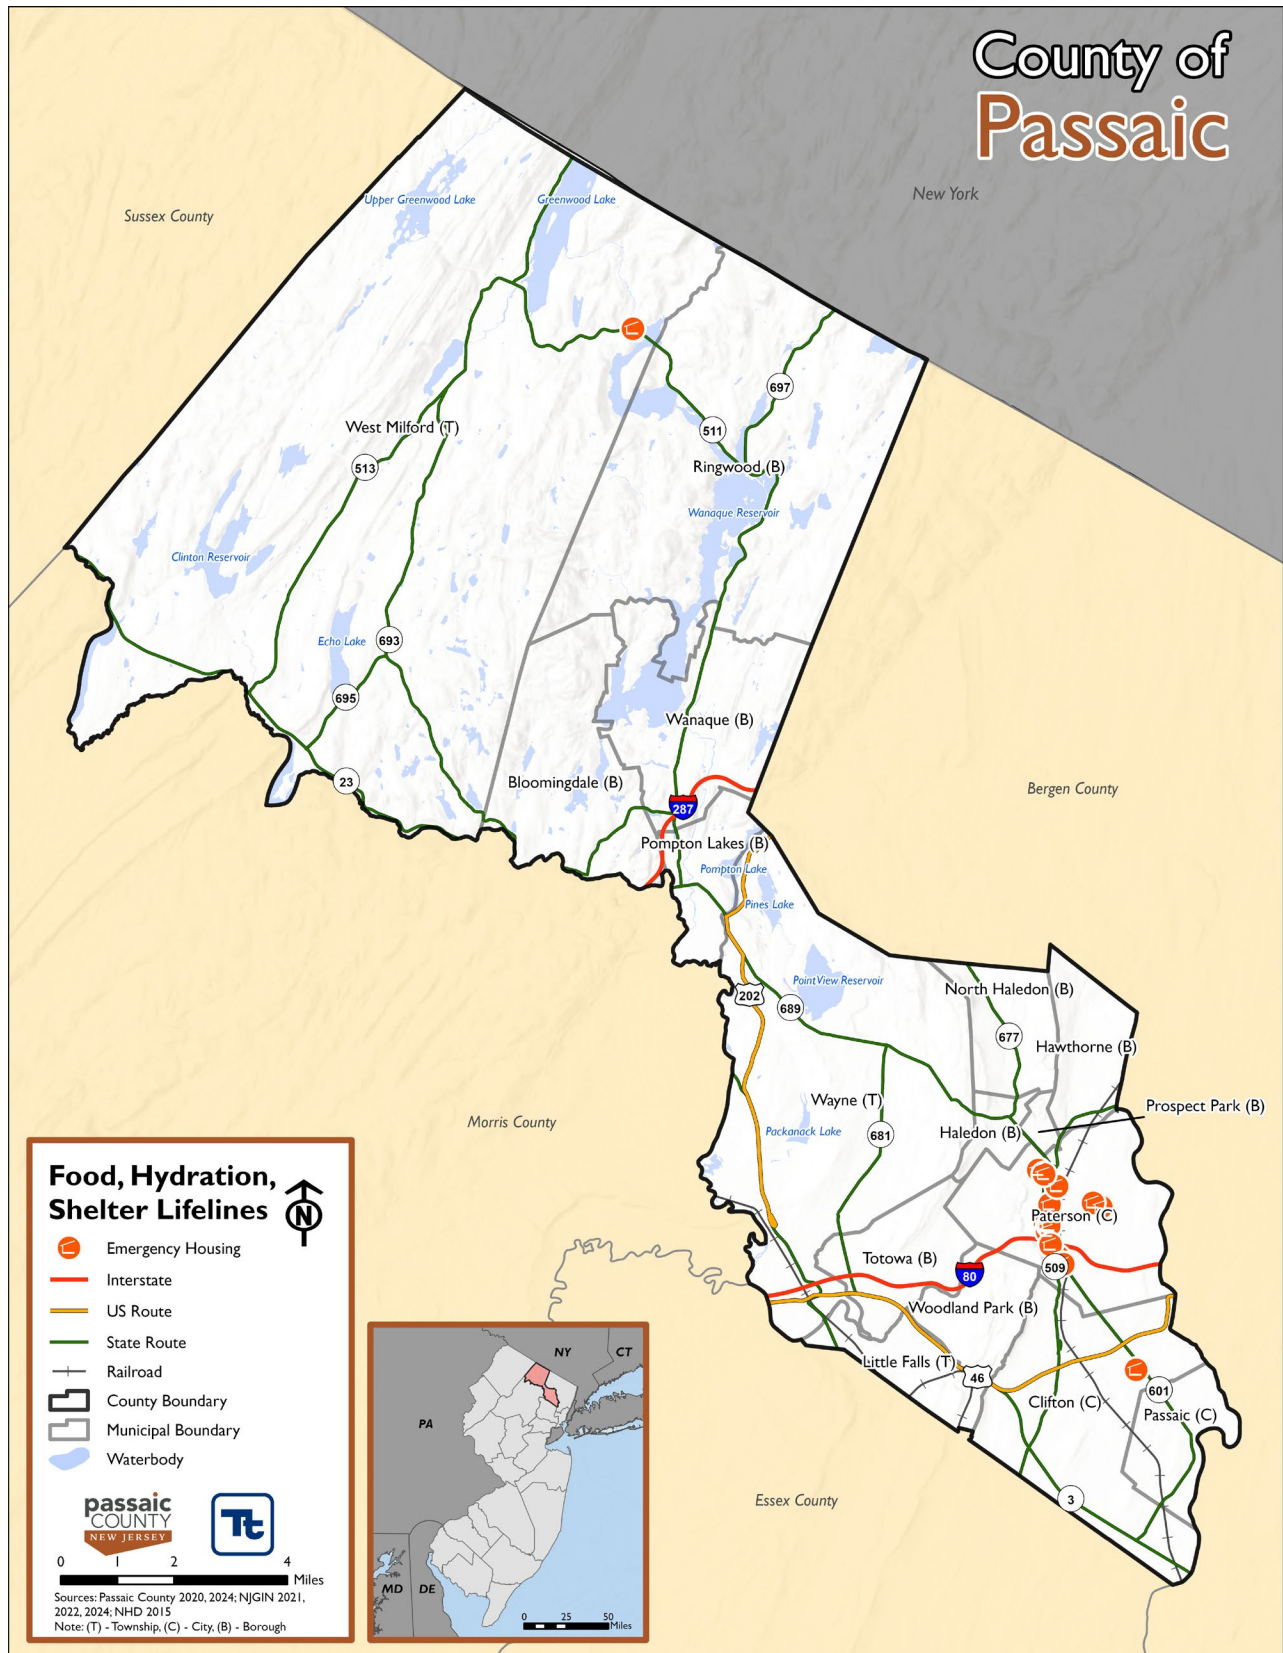 County of
Passaic
New York
Sussex County
Upper Greenwood Lake
Greenwood Lake
697
511
West Milford (T)
513
Ringwood (B)
Wanaque Reservoir
Clinton Reservoir
Echo Lake
693
695
Wanaque (B)
23
Bloomingdale (B)
287
Bergen County
Pompton Lakes (B)
Pompton Lake
Pines Lake
PointView Reservoir
North Haledon (B)
202
689
677
Hawthorne (B)
Wayne (T)
Prospect Park (B)
Morris County
Packanack Lake
681
Haledon (B)
Paterson (C)
Totowa (B)
509
80
Woodland Park (B)
Little Falls (T)
46
601
Clifton (C)
Passaic (C)
3
Essex County
Food, Hydration,
Shelter Lifelines
N
Emergency Housing
Interstate
US Route
State Route
Railroad
County Boundary
Municipal Boundary
Waterbody
passaic
COUNTY
NEW JERSEY
Tt
0 1 2 4
Miles
Sources: Passaic County 2020, 2024; NJGIN 2021,
2022, 2024; NHD 2015
Note: (T) - Township, (C) - City, (B) - Borough
NY
CT
PA
MD
DE
0 25 50
Miles